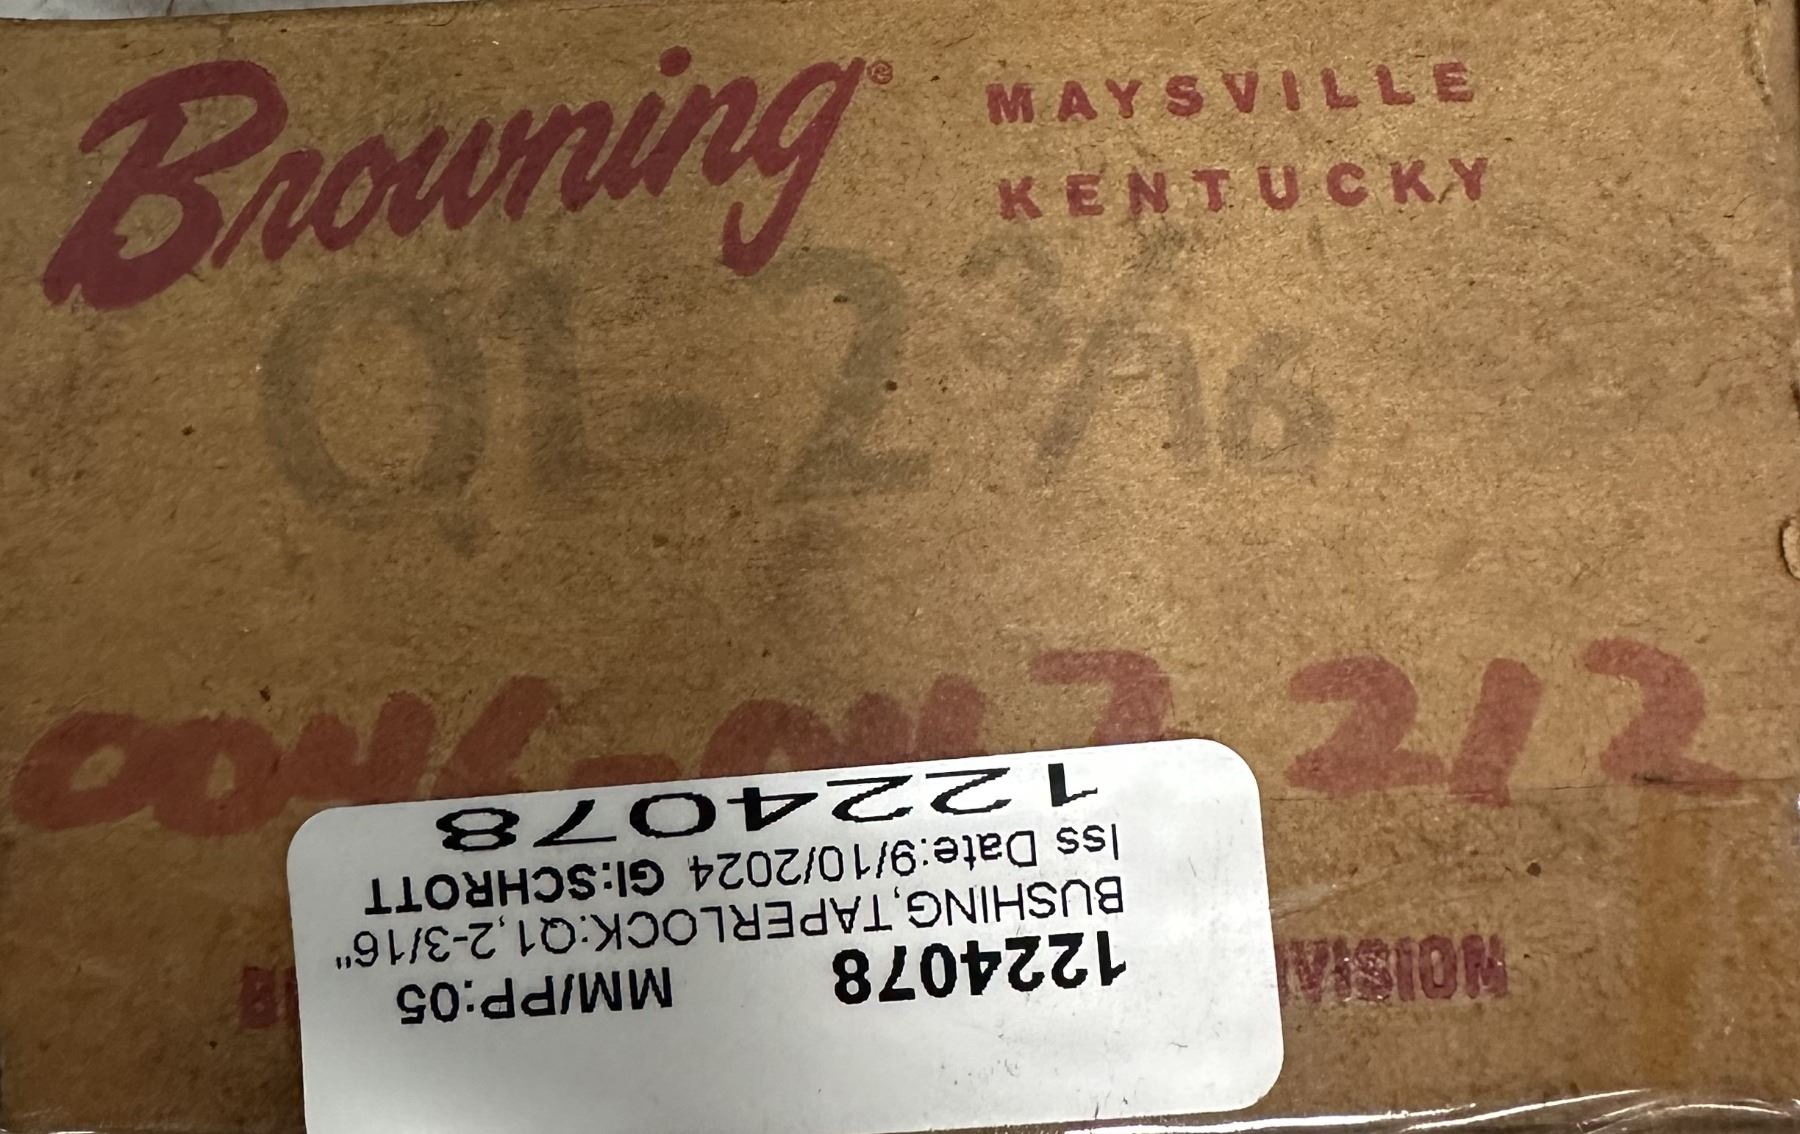 Browning®
MAYSVILLE
KENTUCKY
Q1-2 3/16
212
1224078 MM/PP:05
BUSHING,TAPERLOCK:Q1,2-3/16"
Iss Date:9/10/2024 GI:SCHROTT
1224078